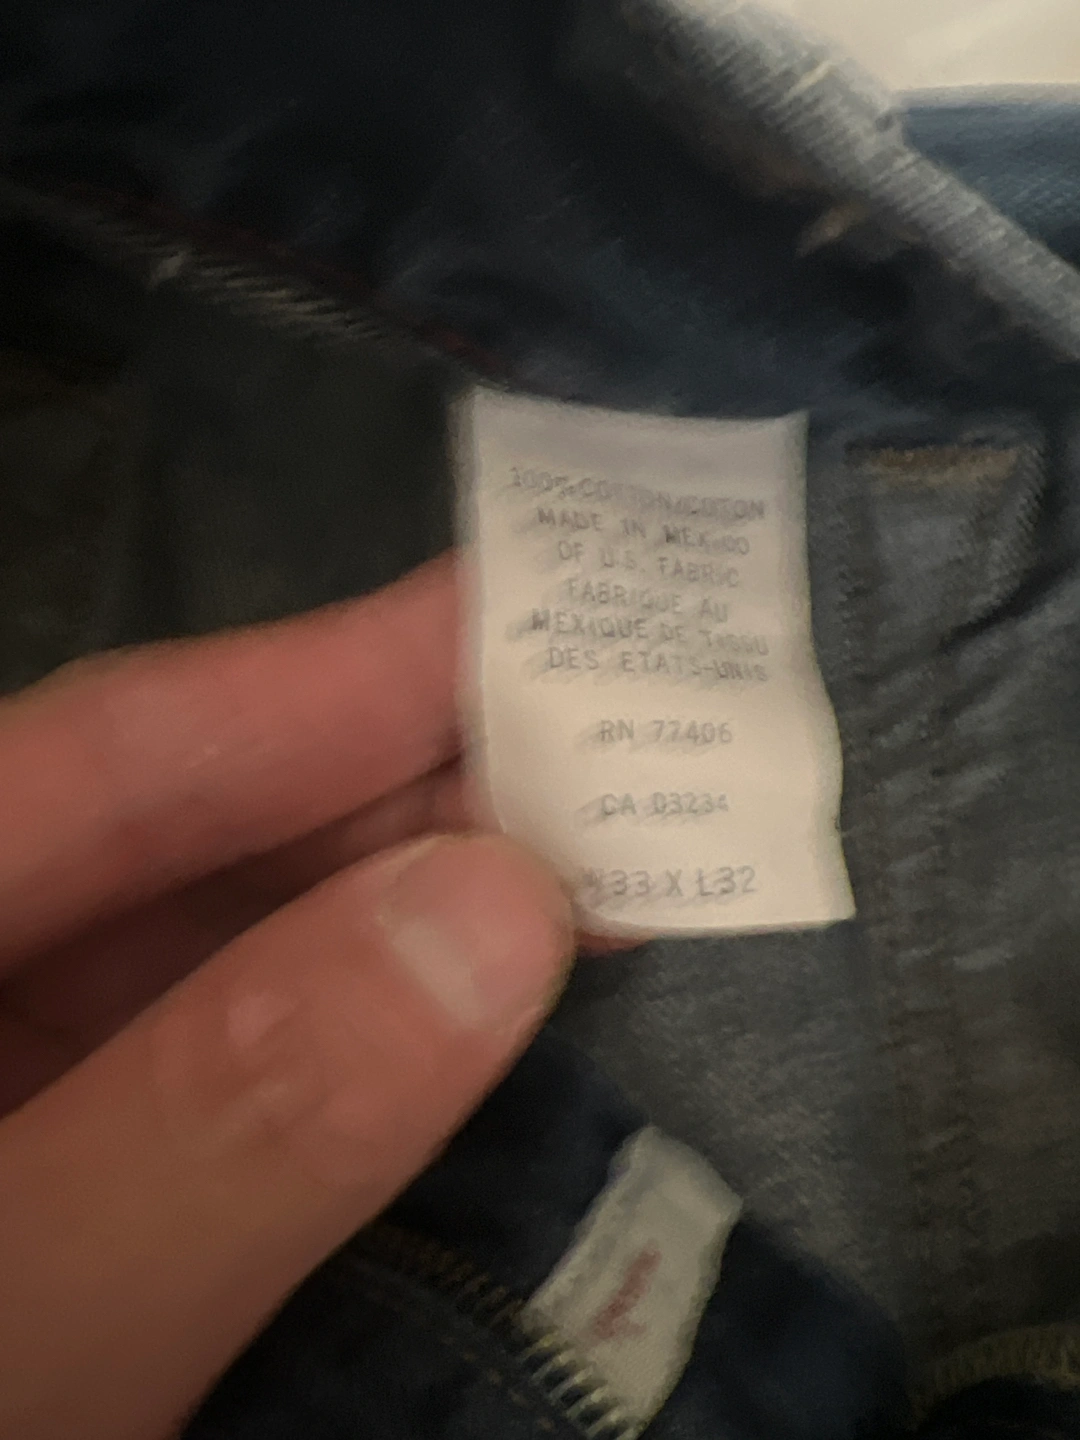 100% COTTON/COTON
MADE IN MEXICO
OF U.S. FABRIC
FABRIQUE AU
MEXIQUE DE TISSU
DES ETATS-UNIS
RN 77406
CA 03234
33 X L32